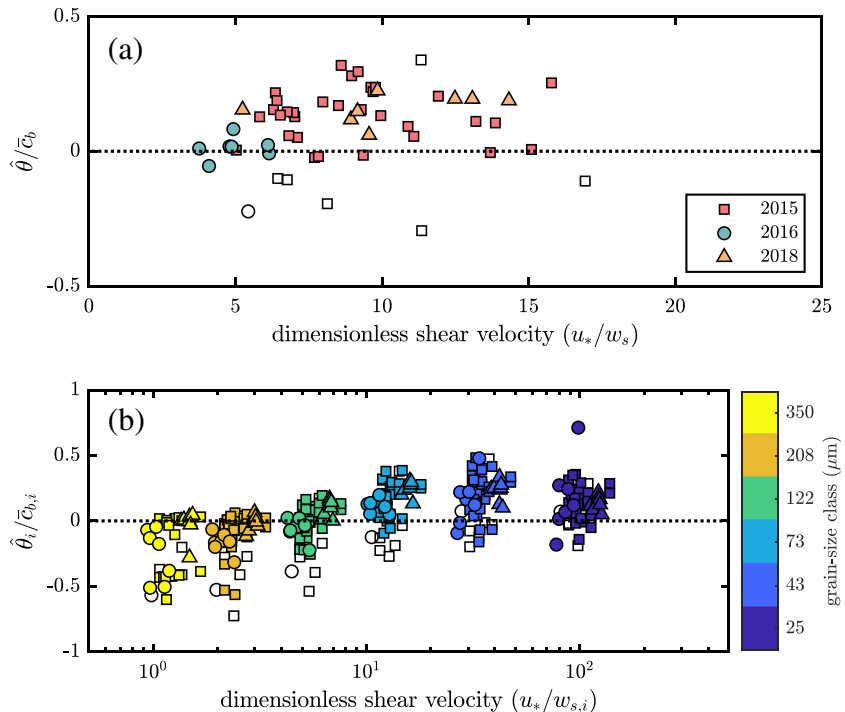 (a)
0.5
0
-0.5
θ̂/c̄_b
2015
2016
2018
0 5 10 15 20 25
dimensionless shear velocity (u_*/w_s)
(b)
1
0.5
0
-0.5
-1
θ̂_i/c̄_{b,i}
10^0 10^1 10^2
dimensionless shear velocity (u_*/w_{s,i})
350
208
122
73
43
25
grain-size class (μm)